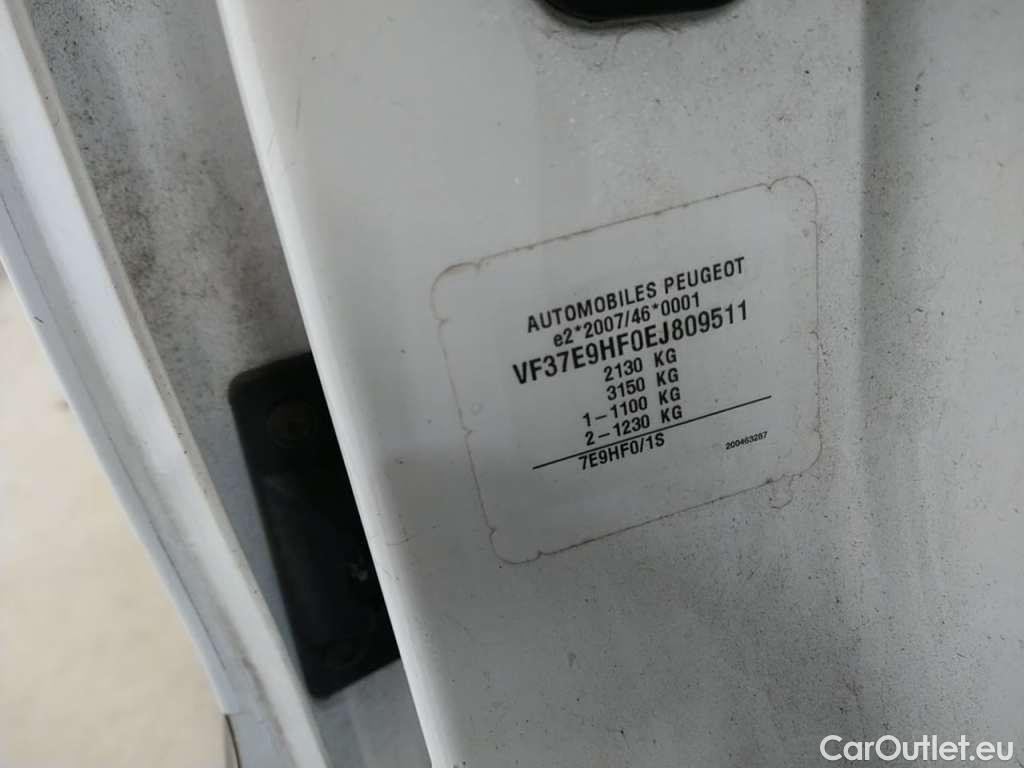 AUTOMOBILES PEUGEOT
e2*2007/46*0001
VF37E9HF0EJ809511
2130 KG
3150 KG
1-1100 KG
2-1230 KG
7E9HF0/1S
200463287
CarOutlet.eu